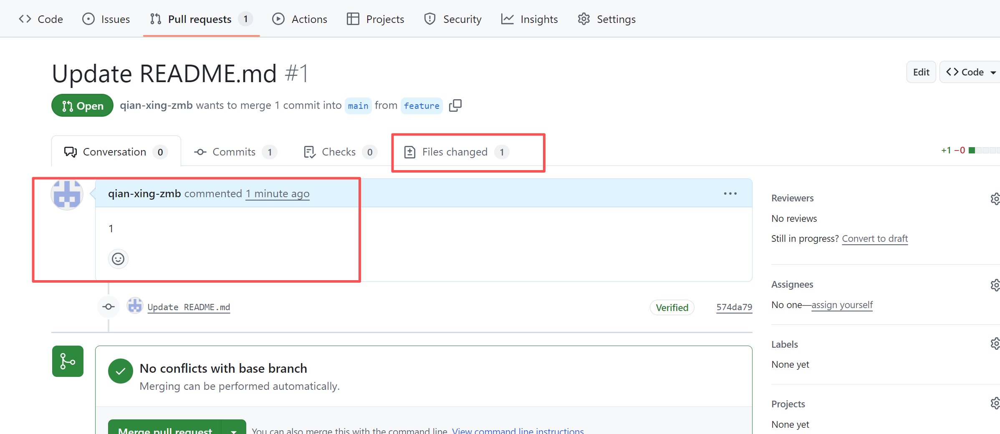 Code Issues Pull requests 1 Actions Projects Security Insights Settings
Update README.md #1
Edit
Code
Open qian-xing-zmb wants to merge 1 commit into main from feature
Conversation 0 Commits 1 Checks 0 Files changed 1
+1 −0
qian-xing-zmb commented 1 minute ago
1
Update README.md
Verified 574da79
No conflicts with base branch
Merging can be performed automatically.
Merge pull request
You can also merge this with the command line. View command line instructions.
Reviewers
No reviews
Still in progress? Convert to draft
Assignees
No one—assign yourself
Labels
None yet
Projects
None yet